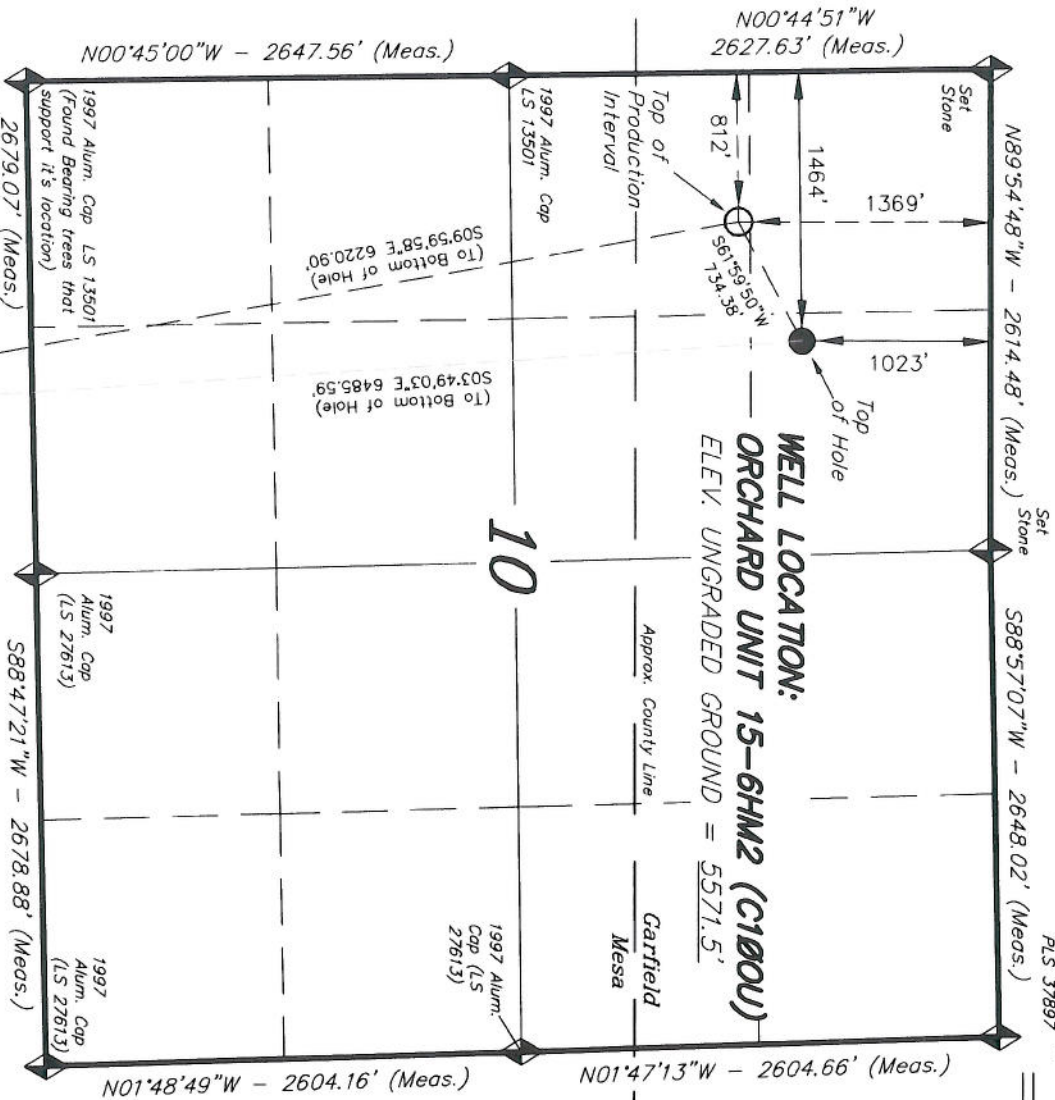 N00°44'51"W
2627.63' (Meas.)
N00°45'00"W - 2647.56' (Meas.)
PLS 37897
Set
Stone
N89°54'48"W - 2614.48' (Meas.)
Set
Stone
S88°57'07"W - 2648.02' (Meas.)
812'
1464'
1369'
1023'
Top of
Production
Interval
S61°59'50"W
734.38'
Top
of Hole
WELL LOCATION:
ORCHARD UNIT 15-6HM2 (C10OU)
ELEV. UNGRADED GROUND = 5571.5'
1997 Alum. Cap
LS 13501
S09°59'58"E 6220.90'
(To Bottom of Hole)
S03°49'03"E 6485.59'
(To Bottom of Hole)
10
Approx. County Line
Garfield
Mesa
1997 Alum. Cap LS 13501
(Found Bearing trees that
support it's location)
1997
Alum. Cap
(LS 27613)
1997 Alum.
Cap (LS
27613)
1997
Alum. Cap
(LS 27613)
2679.07' (Meas.)
S88°47'21"W - 2678.88' (Meas.)
N01°48'49"W - 2604.16' (Meas.)
N01°47'13"W - 2604.66' (Meas.)